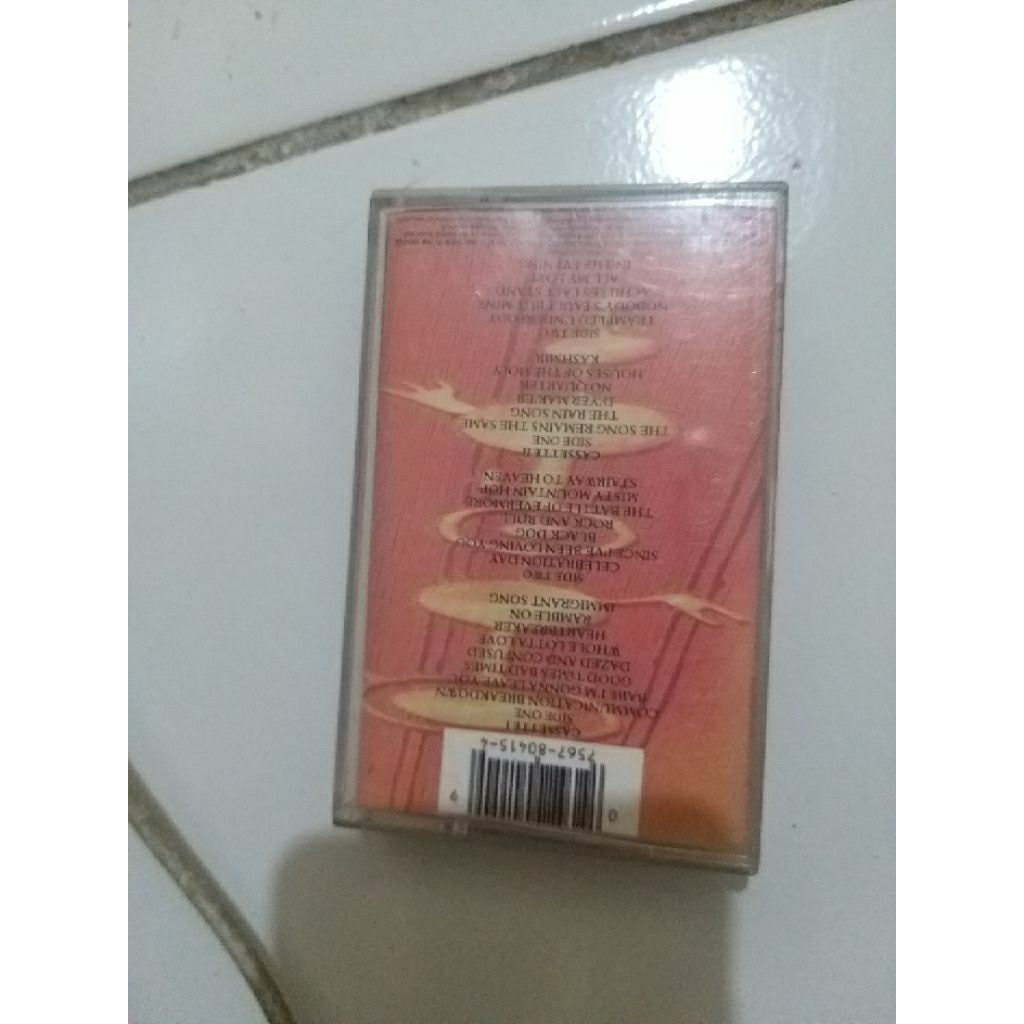 0 9
7567-80415-4
CASSETTE I
SIDE ONE
COMMUNICATION BREAKDOWN
BABE I'M GONNA LEAVE YOU
GOOD TIMES BAD TIMES
DAZED AND CONFUSED
WHOLE LOTTA LOVE
HEARTBREAKER
RAMBLE ON
IMMIGRANT SONG
SIDE TWO
CELEBRATION DAY
SINCE I'VE BEEN LOVING YOU
BLACK DOG
ROCK AND ROLL
THE BATTLE OF EVERMORE
MISTY MOUNTAIN HOP
STAIRWAY TO HEAVEN
CASSETTE II
SIDE ONE
THE SONG REMAINS THE SAME
THE RAIN SONG
D'YER MAK'ER
NO QUARTER
HOUSES OF THE HOLY
KASHMIR
SIDE TWO
TRAMPLED UNDERFOOT
NOBODY'S FAULT BUT MINE
ACHILLES LAST STAND
ALL MY LOVE
IN THE EVENING